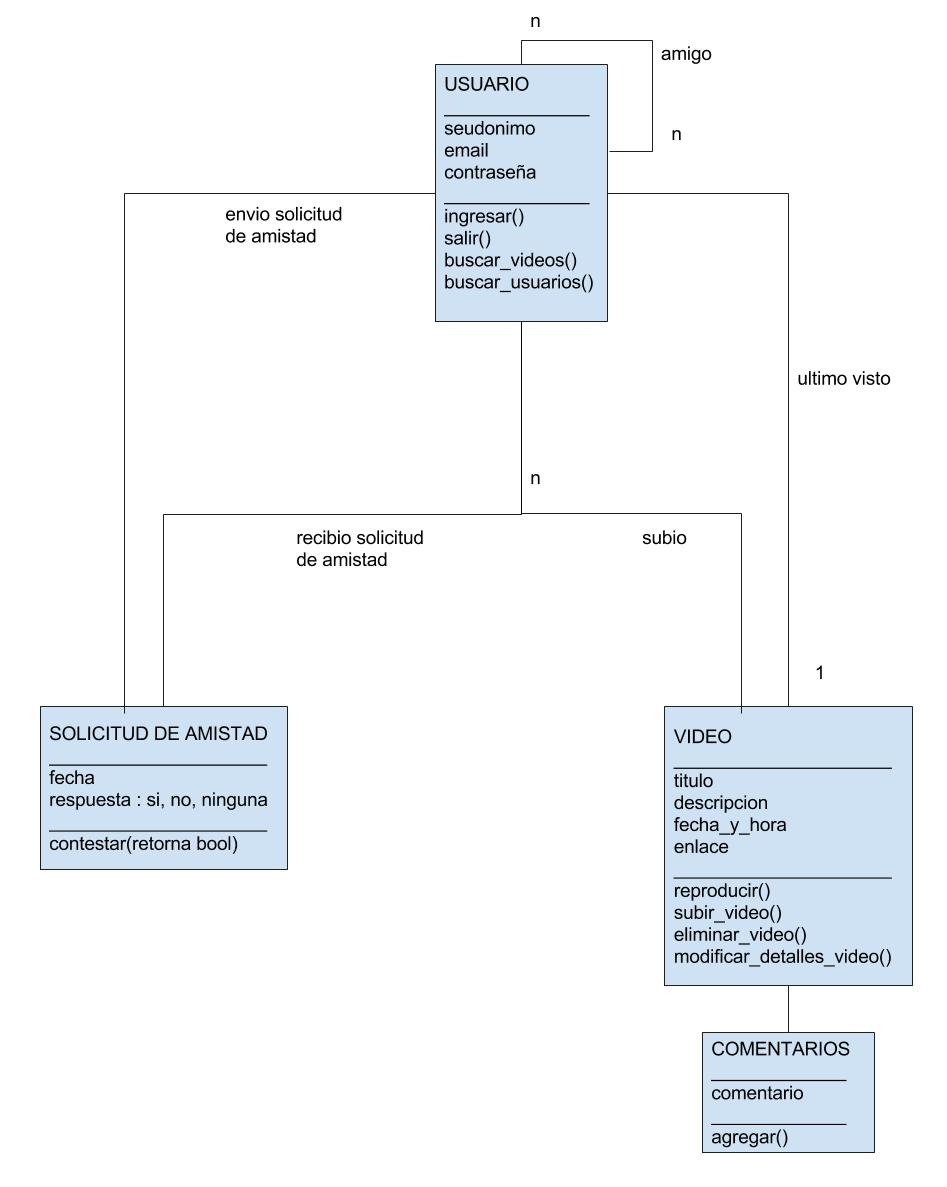 n
amigo
USUARIO
seudonimo
n
email
contraseña
envio solicitud
de amistad
ingresar()
salir()
buscar_videos()
buscar_usuarios()
ultimo visto
n
recibio solicitud
de amistad
subio
1
SOLICITUD DE AMISTAD
fecha
respuesta : si, no, ninguna
contestar(retorna bool)
VIDEO
titulo
descripcion
fecha_y_hora
enlace
reproducir()
subir_video()
eliminar_video()
modificar_detalles_video()
COMENTARIOS
comentario
agregar()